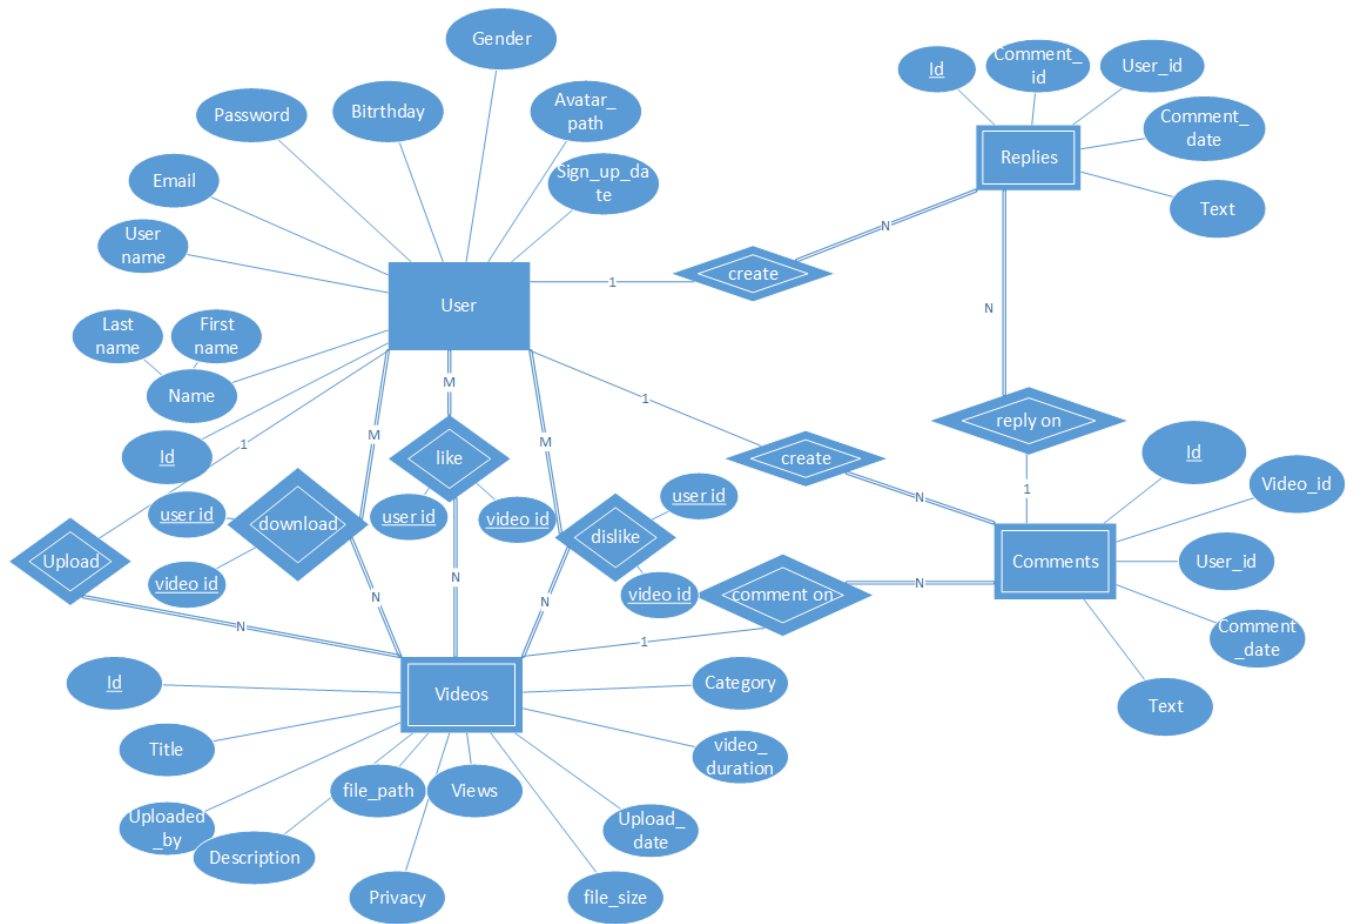 Gender
Comment_
id
Id
User_id
Password
Bitrthday
Avatar_
path
Comment_
date
Replies
Email
Sign_up_da
te
Text
User
name
N
create
1
User
N
Last
name
First
name
M
Name
1
reply on
M
M
1
Id
like
create
Id
1
Video_id
user id
download
user id
video id
user id
N
dislike
Upload
Comments
User_id
N
video id
N
N
video id
comment on
N
N
1
Comment
_date
Id
Videos
Category
Text
Title
video_
duration
file_path
Views
Uploaded
_by
Upload_
date
Description
Privacy
file_size